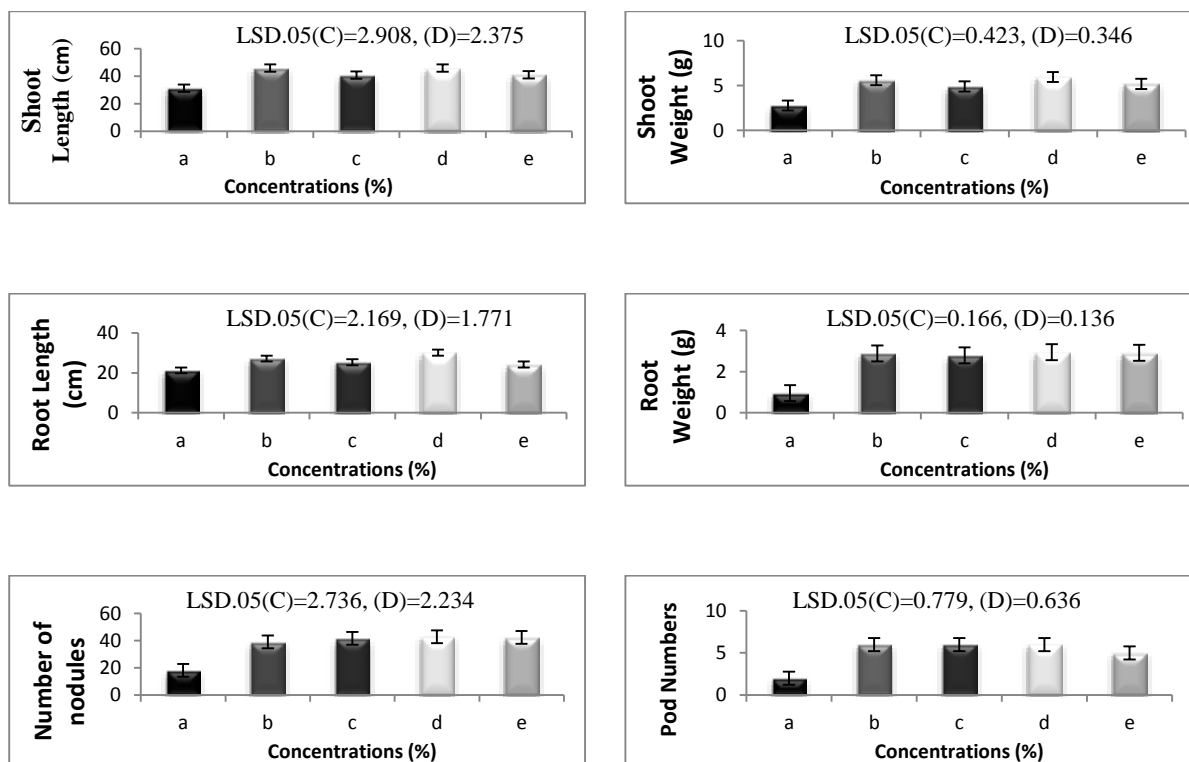 LSD.05(C)=2.908, (D)=2.375
Shoot
Length (cm)
60
40
20
0
a b c d e
Concentrations (%)
LSD.05(C)=0.423, (D)=0.346
Shoot
Weight (g)
10
5
0
a b c d e
Concentrations (%)
LSD.05(C)=2.169, (D)=1.771
Root Length
(cm)
40
20
0
a b c d e
Concentrations (%)
LSD.05(C)=0.166, (D)=0.136
Root
Weight (g)
4
2
0
a b c d e
Concentrations (%)
LSD.05(C)=2.736, (D)=2.234
Number of
nodules
60
40
20
0
a b c d e
Concentrations (%)
LSD.05(C)=0.779, (D)=0.636
Pod Numbers
10
5
0
a b c d e
Concentrations (%)